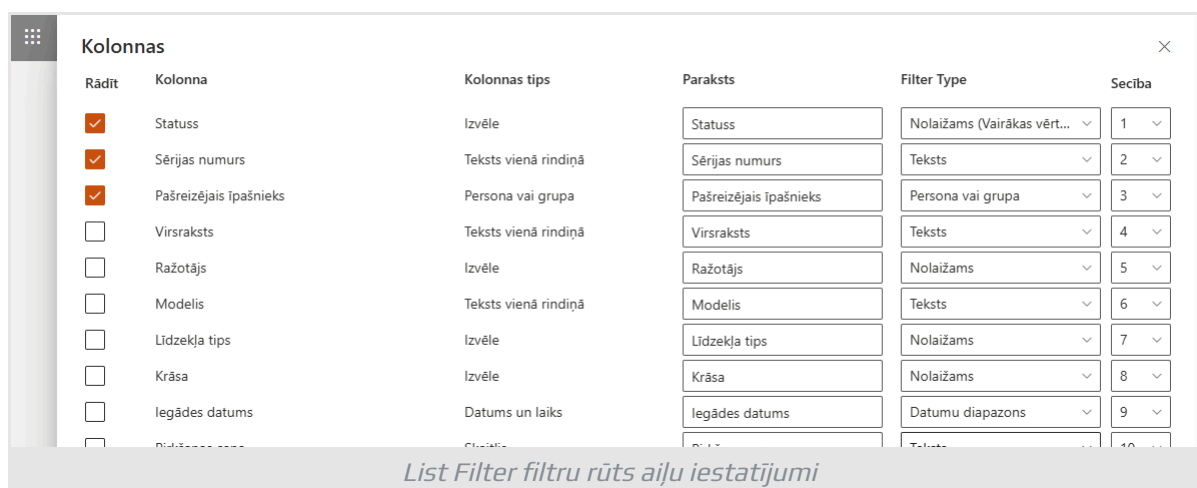 Kolonnas
Rādīt Kolonna Kolonnas tips Paraksts Filter Type Secība
Statuss Izvēle Statuss Nolaižams (Vairākas vērt... 1
Sērijas numurs Teksts vienā rindiņā Sērijas numurs Teksts 2
Pašreizējais īpašnieks Persona vai grupa Pašreizējais īpašnieks Persona vai grupa 3
Virsraksts Teksts vienā rindiņā Virsraksts Teksts 4
Ražotājs Izvēle Ražotājs Nolaižams 5
Modelis Teksts vienā rindiņā Modelis Teksts 6
Līdzekļa tips Izvēle Līdzekļa tips Nolaižams 7
Krāsa Izvēle Krāsa Nolaižams 8
Iegādes datums Datums un laiks Iegādes datums Datumu diapazons 9
List Filter filtru rūts aiļu iestatījumi